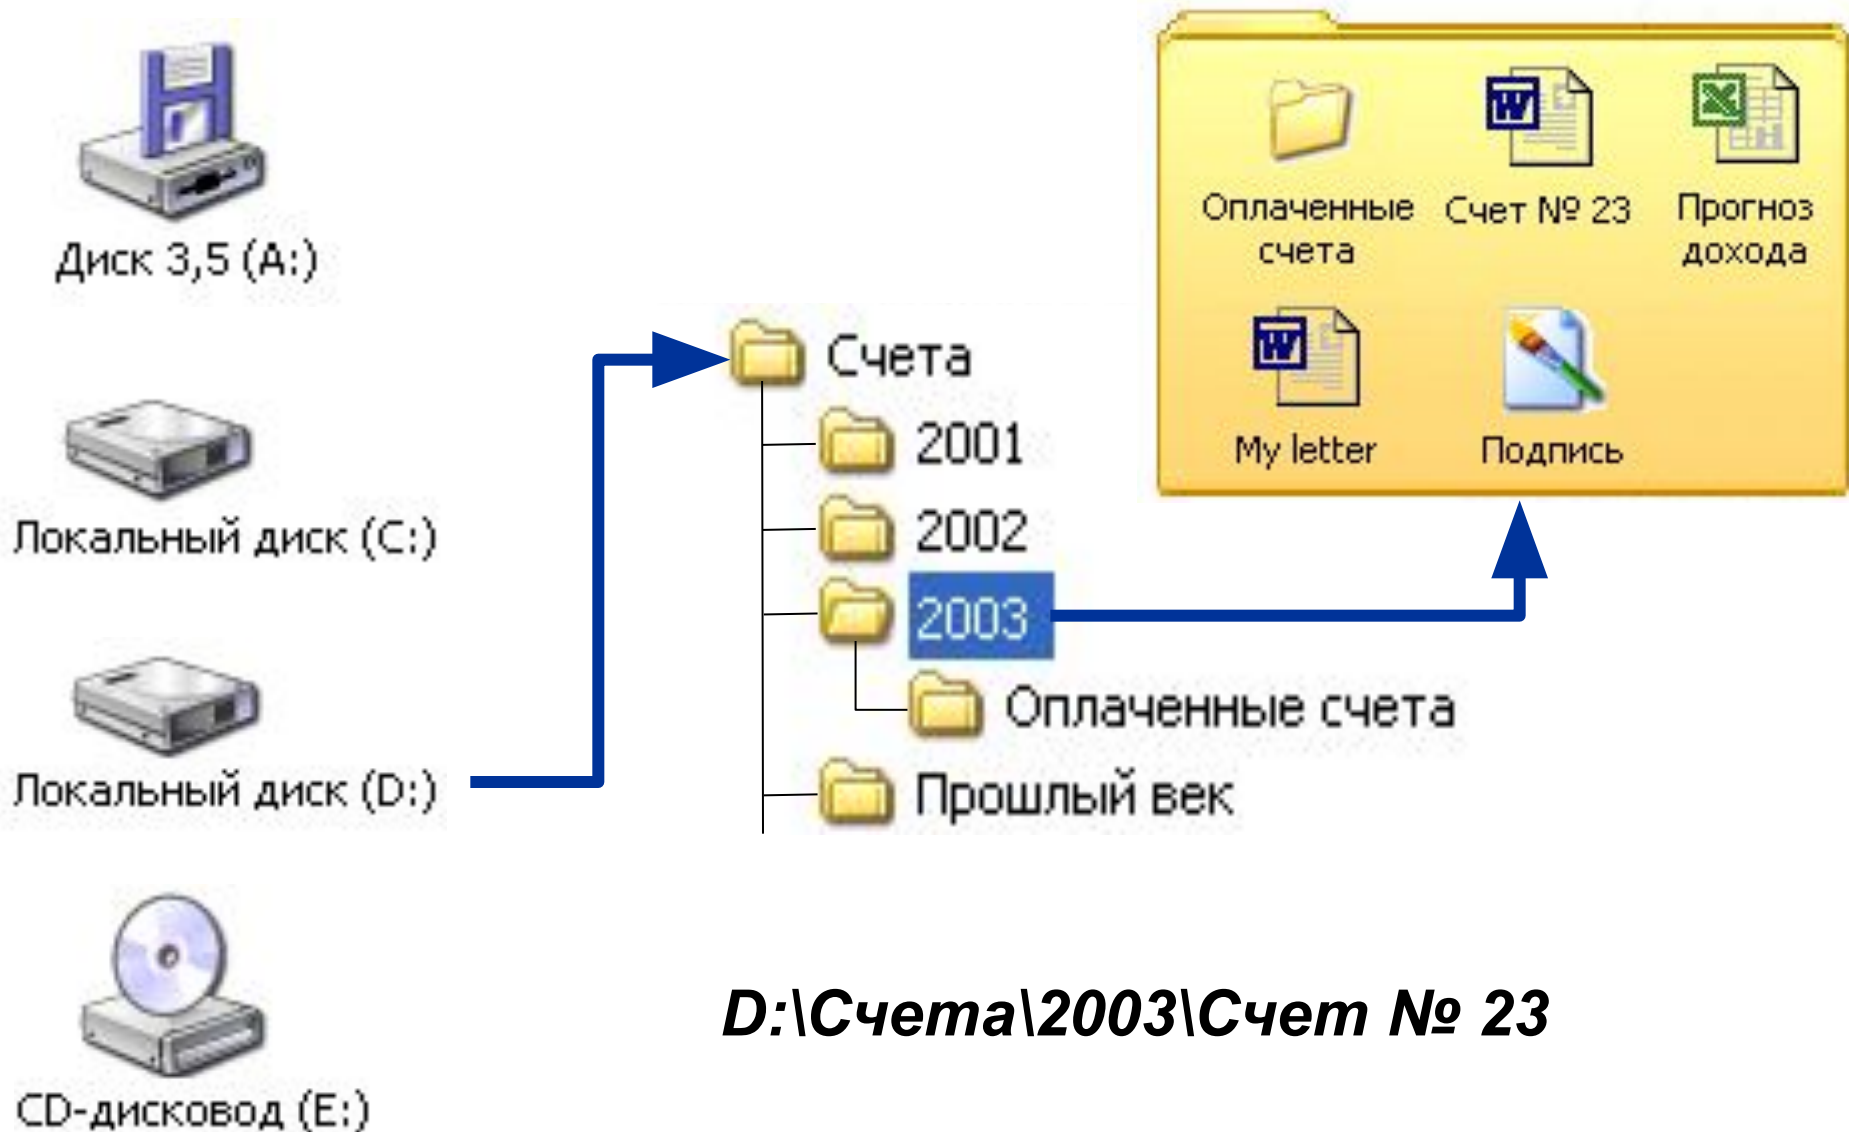 Диск 3,5 (A:)
Локальный диск (C:)
Локальный диск (D:)
CD-дисковод (E:)
Счета
2001
2002
2003
Оплаченные счета
Прошлый век
Оплаченные
счета
Счет № 23
Прогноз
дохода
My letter
Подпись
D:\Счета\2003\Счет № 23